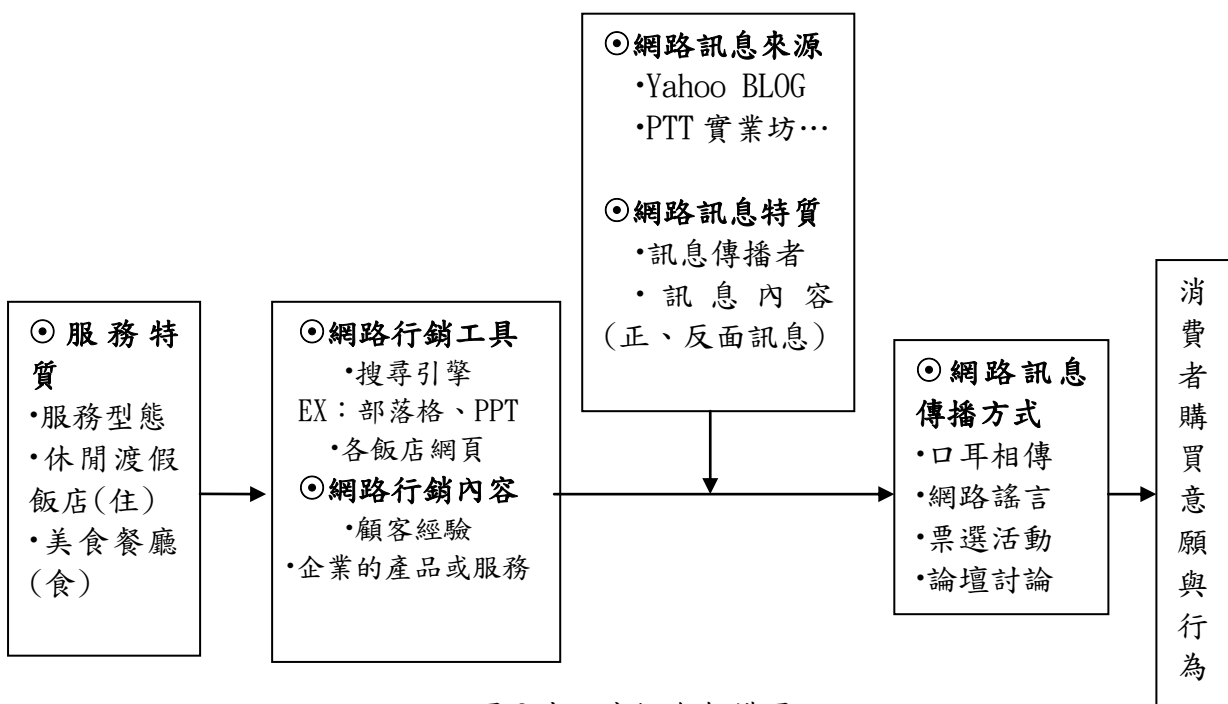 ⊙網路訊息來源
•Yahoo BLOG
•PTT 實業坊…
⊙網路訊息特質
•訊息傳播者
•訊息內容
(正、反面訊息)
⊙服務特
質
•服務型態
•休閒渡假
飯店(住)
•美食餐廳
(食)
⊙網路行銷工具
•搜尋引擎
EX：部落格、PPT
•各飯店網頁
⊙網路行銷內容
•顧客經驗
•企業的產品或服務
⊙網路訊息
傳播方式
•口耳相傳
•網路謠言
•票選活動
•論壇討論
消
費
者
購
買
意
願
與
行
為